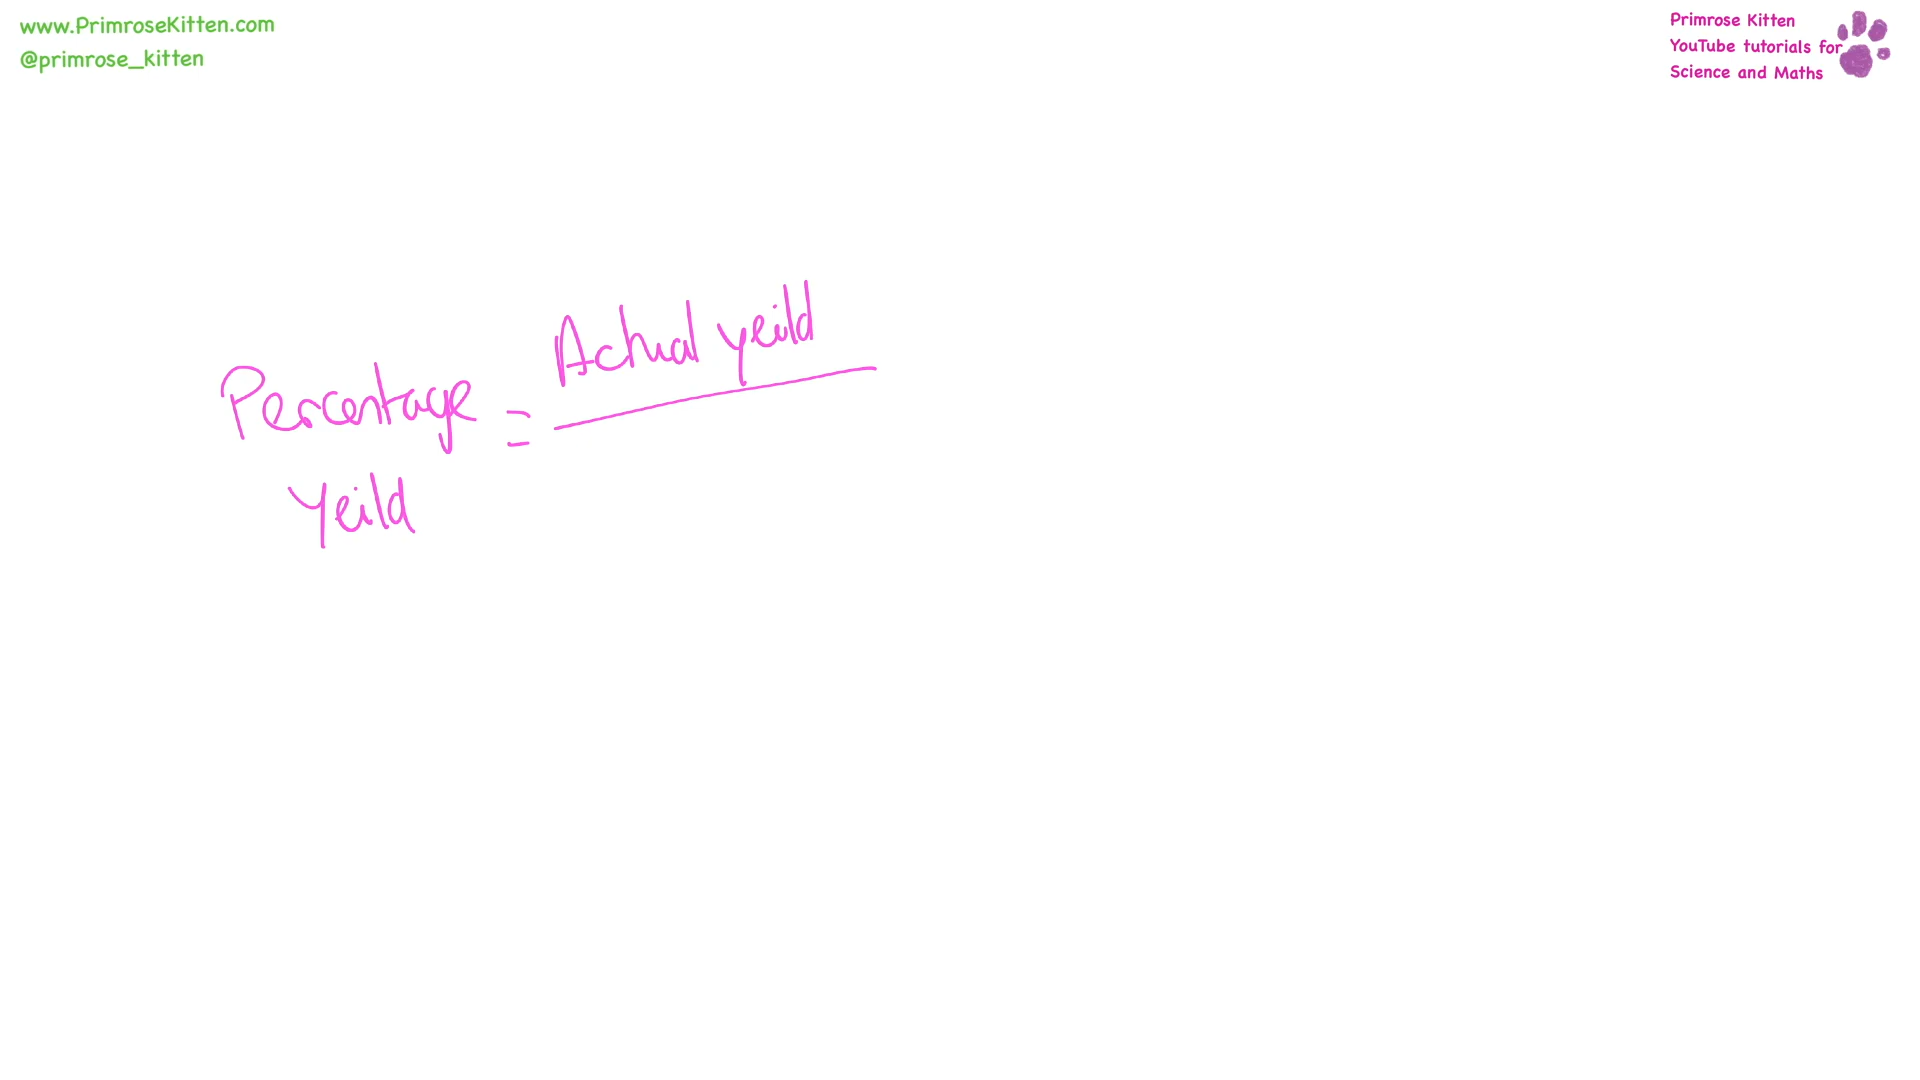 www.PrimroseKitten.com
@primrose_kitten
Primrose Kitten
YouTube tutorials for
Science and Maths
Percentage = Actual yeild
Yeild